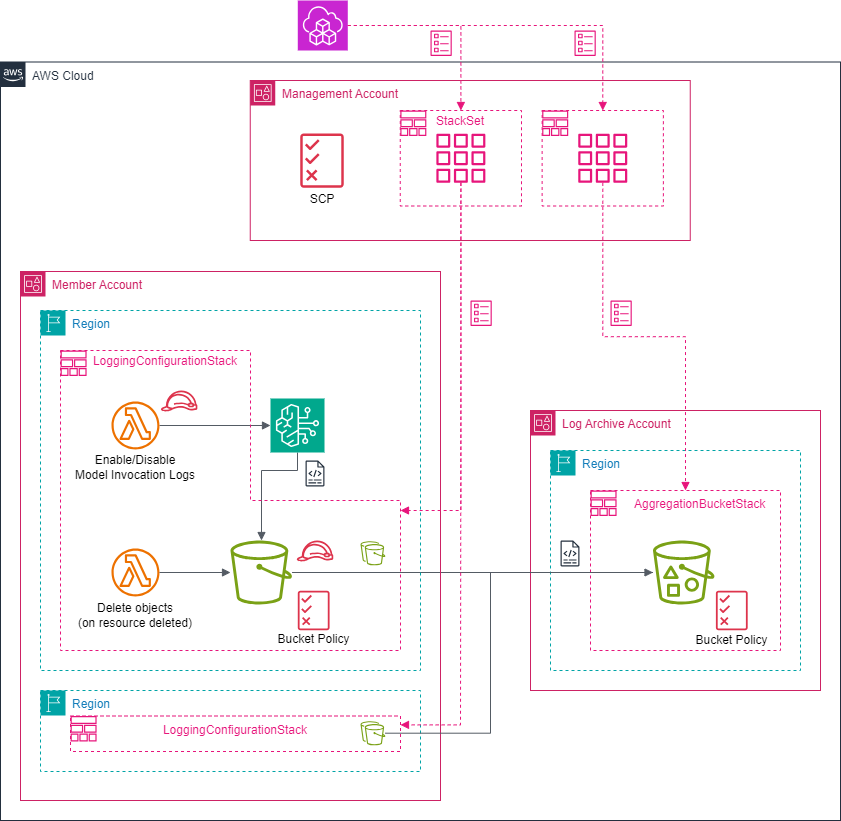 aws
AWS Cloud
Management Account
StackSet
SCP
Member Account
Region
LoggingConfigurationStack
Enable/Disable
Model Invocation Logs
Log Archive Account
Region
AggregationBucketStack
Delete objects
(on resource deleted)
Bucket Policy
Bucket Policy
Region
LoggingConfigurationStack